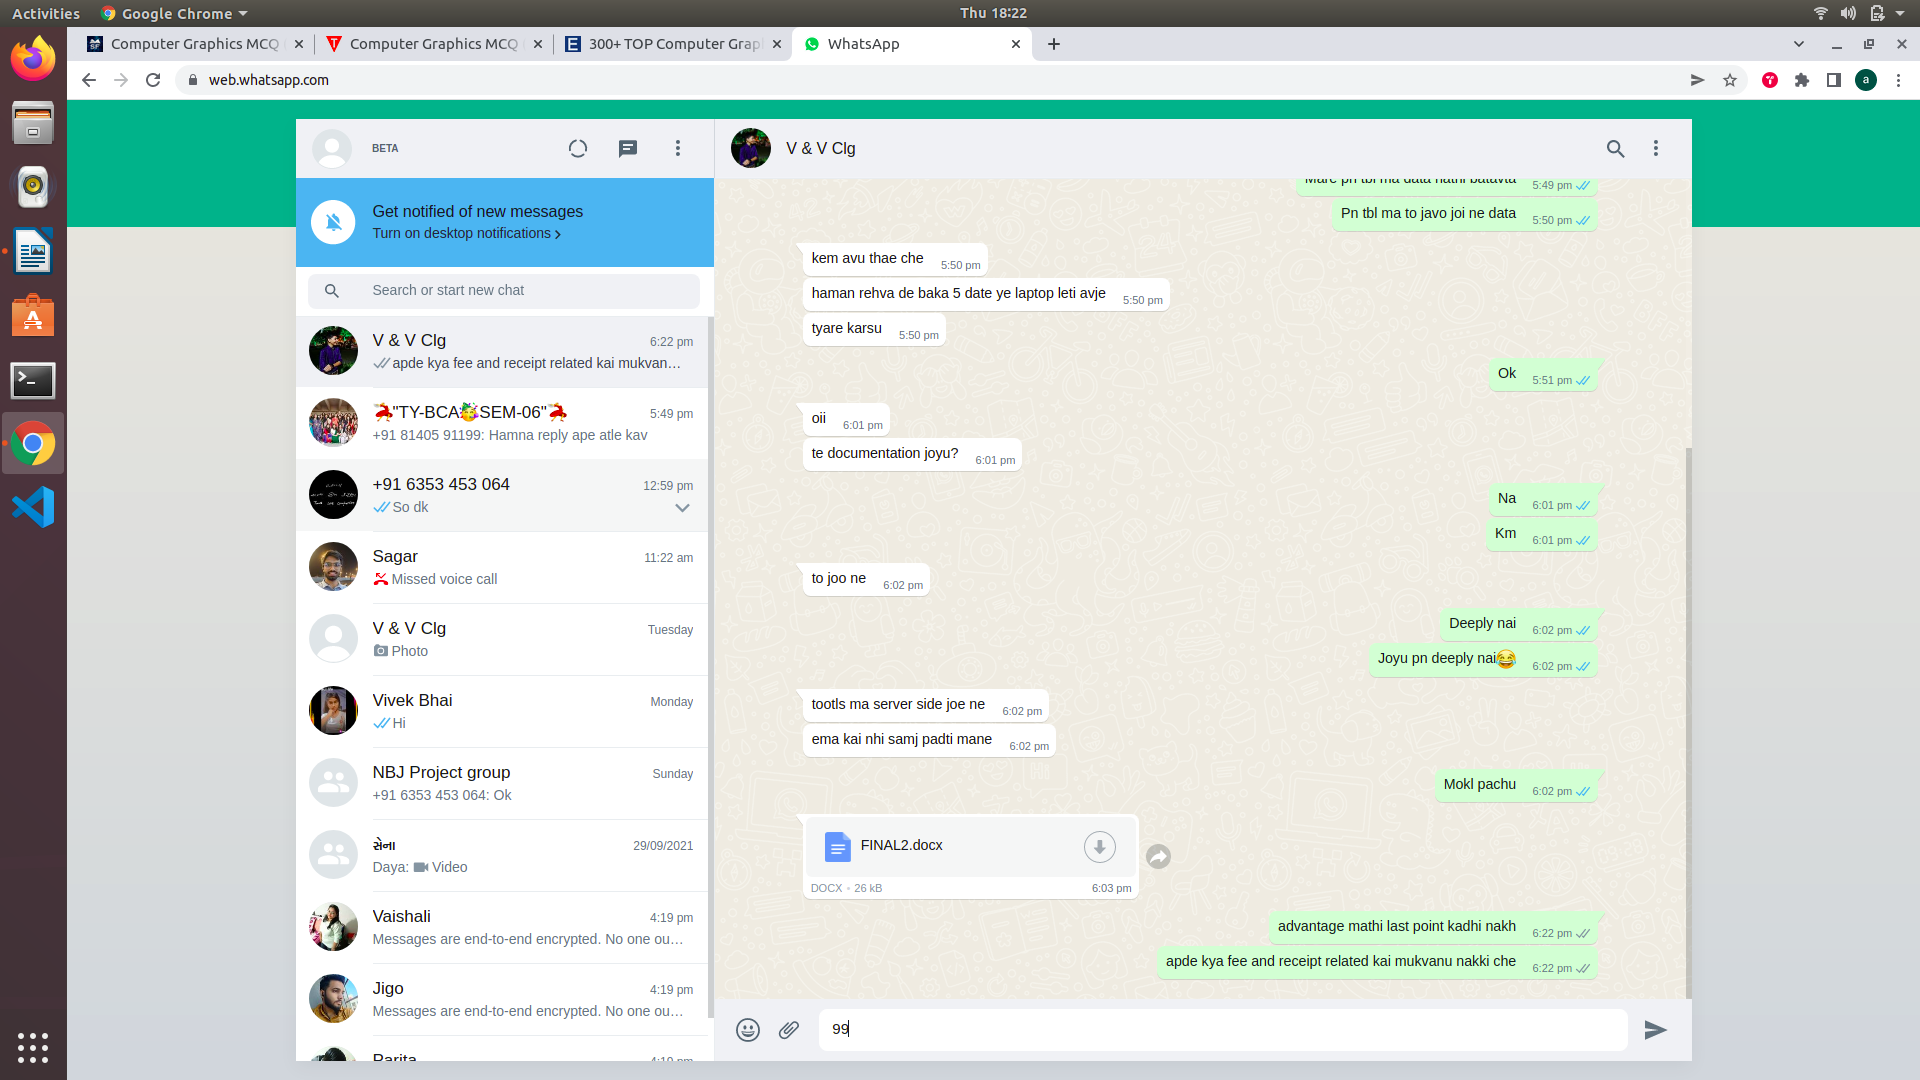 Activities
Google Chrome
Thu 18:22
Computer Graphics MCQ
Computer Graphics MCQ
300+ TOP Computer Grap
WhatsApp
web.whatsapp.com
a
BETA
Get notified of new messages
Turn on desktop notifications
Search or start new chat
V & V Clg 6:22 pm
apde kya fee and receipt related kai mukvan…
"TY-BCA🥳SEM-06" 5:49 pm
+91 81405 91199: Hamna reply ape atle kav
+91 6353 453 064 12:59 pm
So dk
Sagar 11:22 am
Missed voice call
V & V Clg Tuesday
Photo
Vivek Bhai Monday
Hi
NBJ Project group Sunday
+91 6353 453 064: Ok
સેના 29/09/2021
Daya: Video
Vaishali 4:19 pm
Messages are end-to-end encrypted. No one ou…
Jigo 4:19 pm
Messages are end-to-end encrypted. No one ou…
Parita 4:19 pm
V & V Clg
Mare pn tbl ma data nathi batavta 5:49 pm
Pn tbl ma to javo joi ne data 5:50 pm
kem avu thae che 5:50 pm
haman rehva de baka 5 date ye laptop leti avje 5:50 pm
tyare karsu 5:50 pm
Ok 5:51 pm
oii 6:01 pm
te documentation joyu? 6:01 pm
Na 6:01 pm
Km 6:01 pm
to joo ne 6:02 pm
Deeply nai 6:02 pm
Joyu pn deeply nai😂 6:02 pm
tootls ma server side joe ne 6:02 pm
ema kai nhi samj padti mane 6:02 pm
Mokl pachu 6:02 pm
FINAL2.docx
DOCX • 26 kB 6:03 pm
advantage mathi last point kadhi nakh 6:22 pm
apde kya fee and receipt related kai mukvanu nakki che 6:22 pm
99